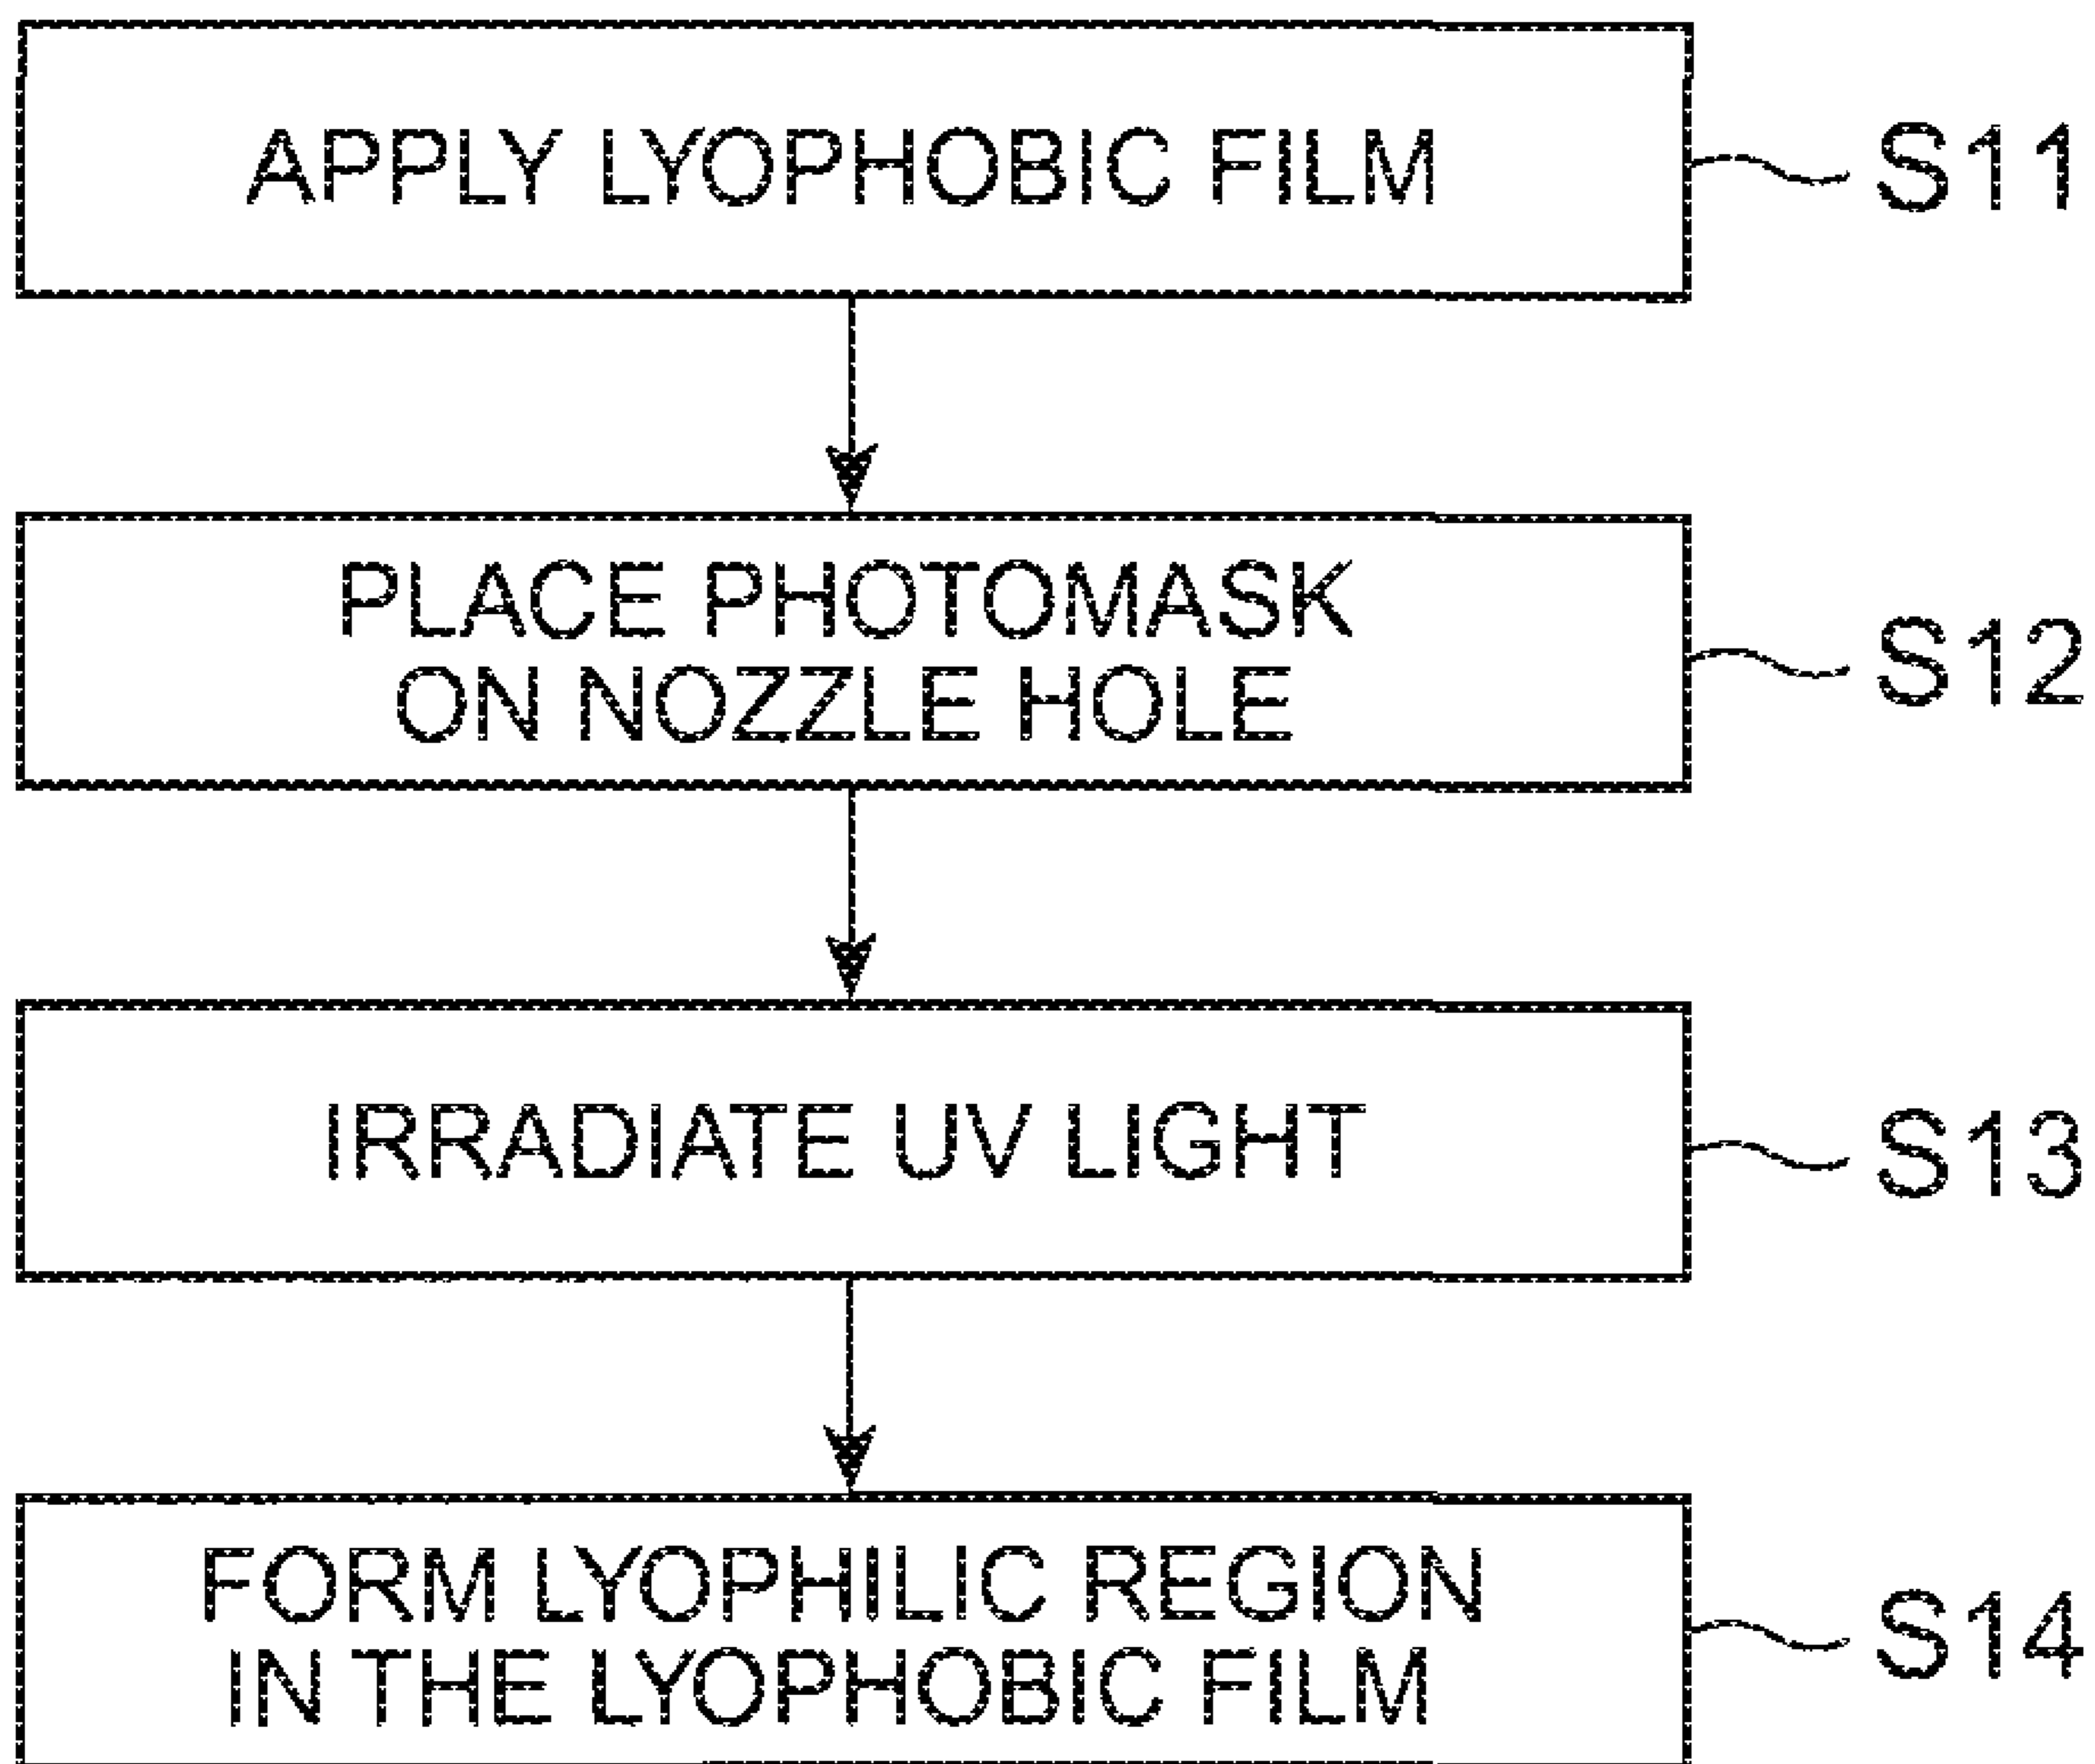 APPLY LYOPHOBIC FILM
S11
PLACE PHOTOMASK
ON NOZZLE HOLE
S12
IRRADIATE UV LIGHT
S13
FORM LYOPHILIC REGION
IN THE LYOPHOBIC FILM
S14